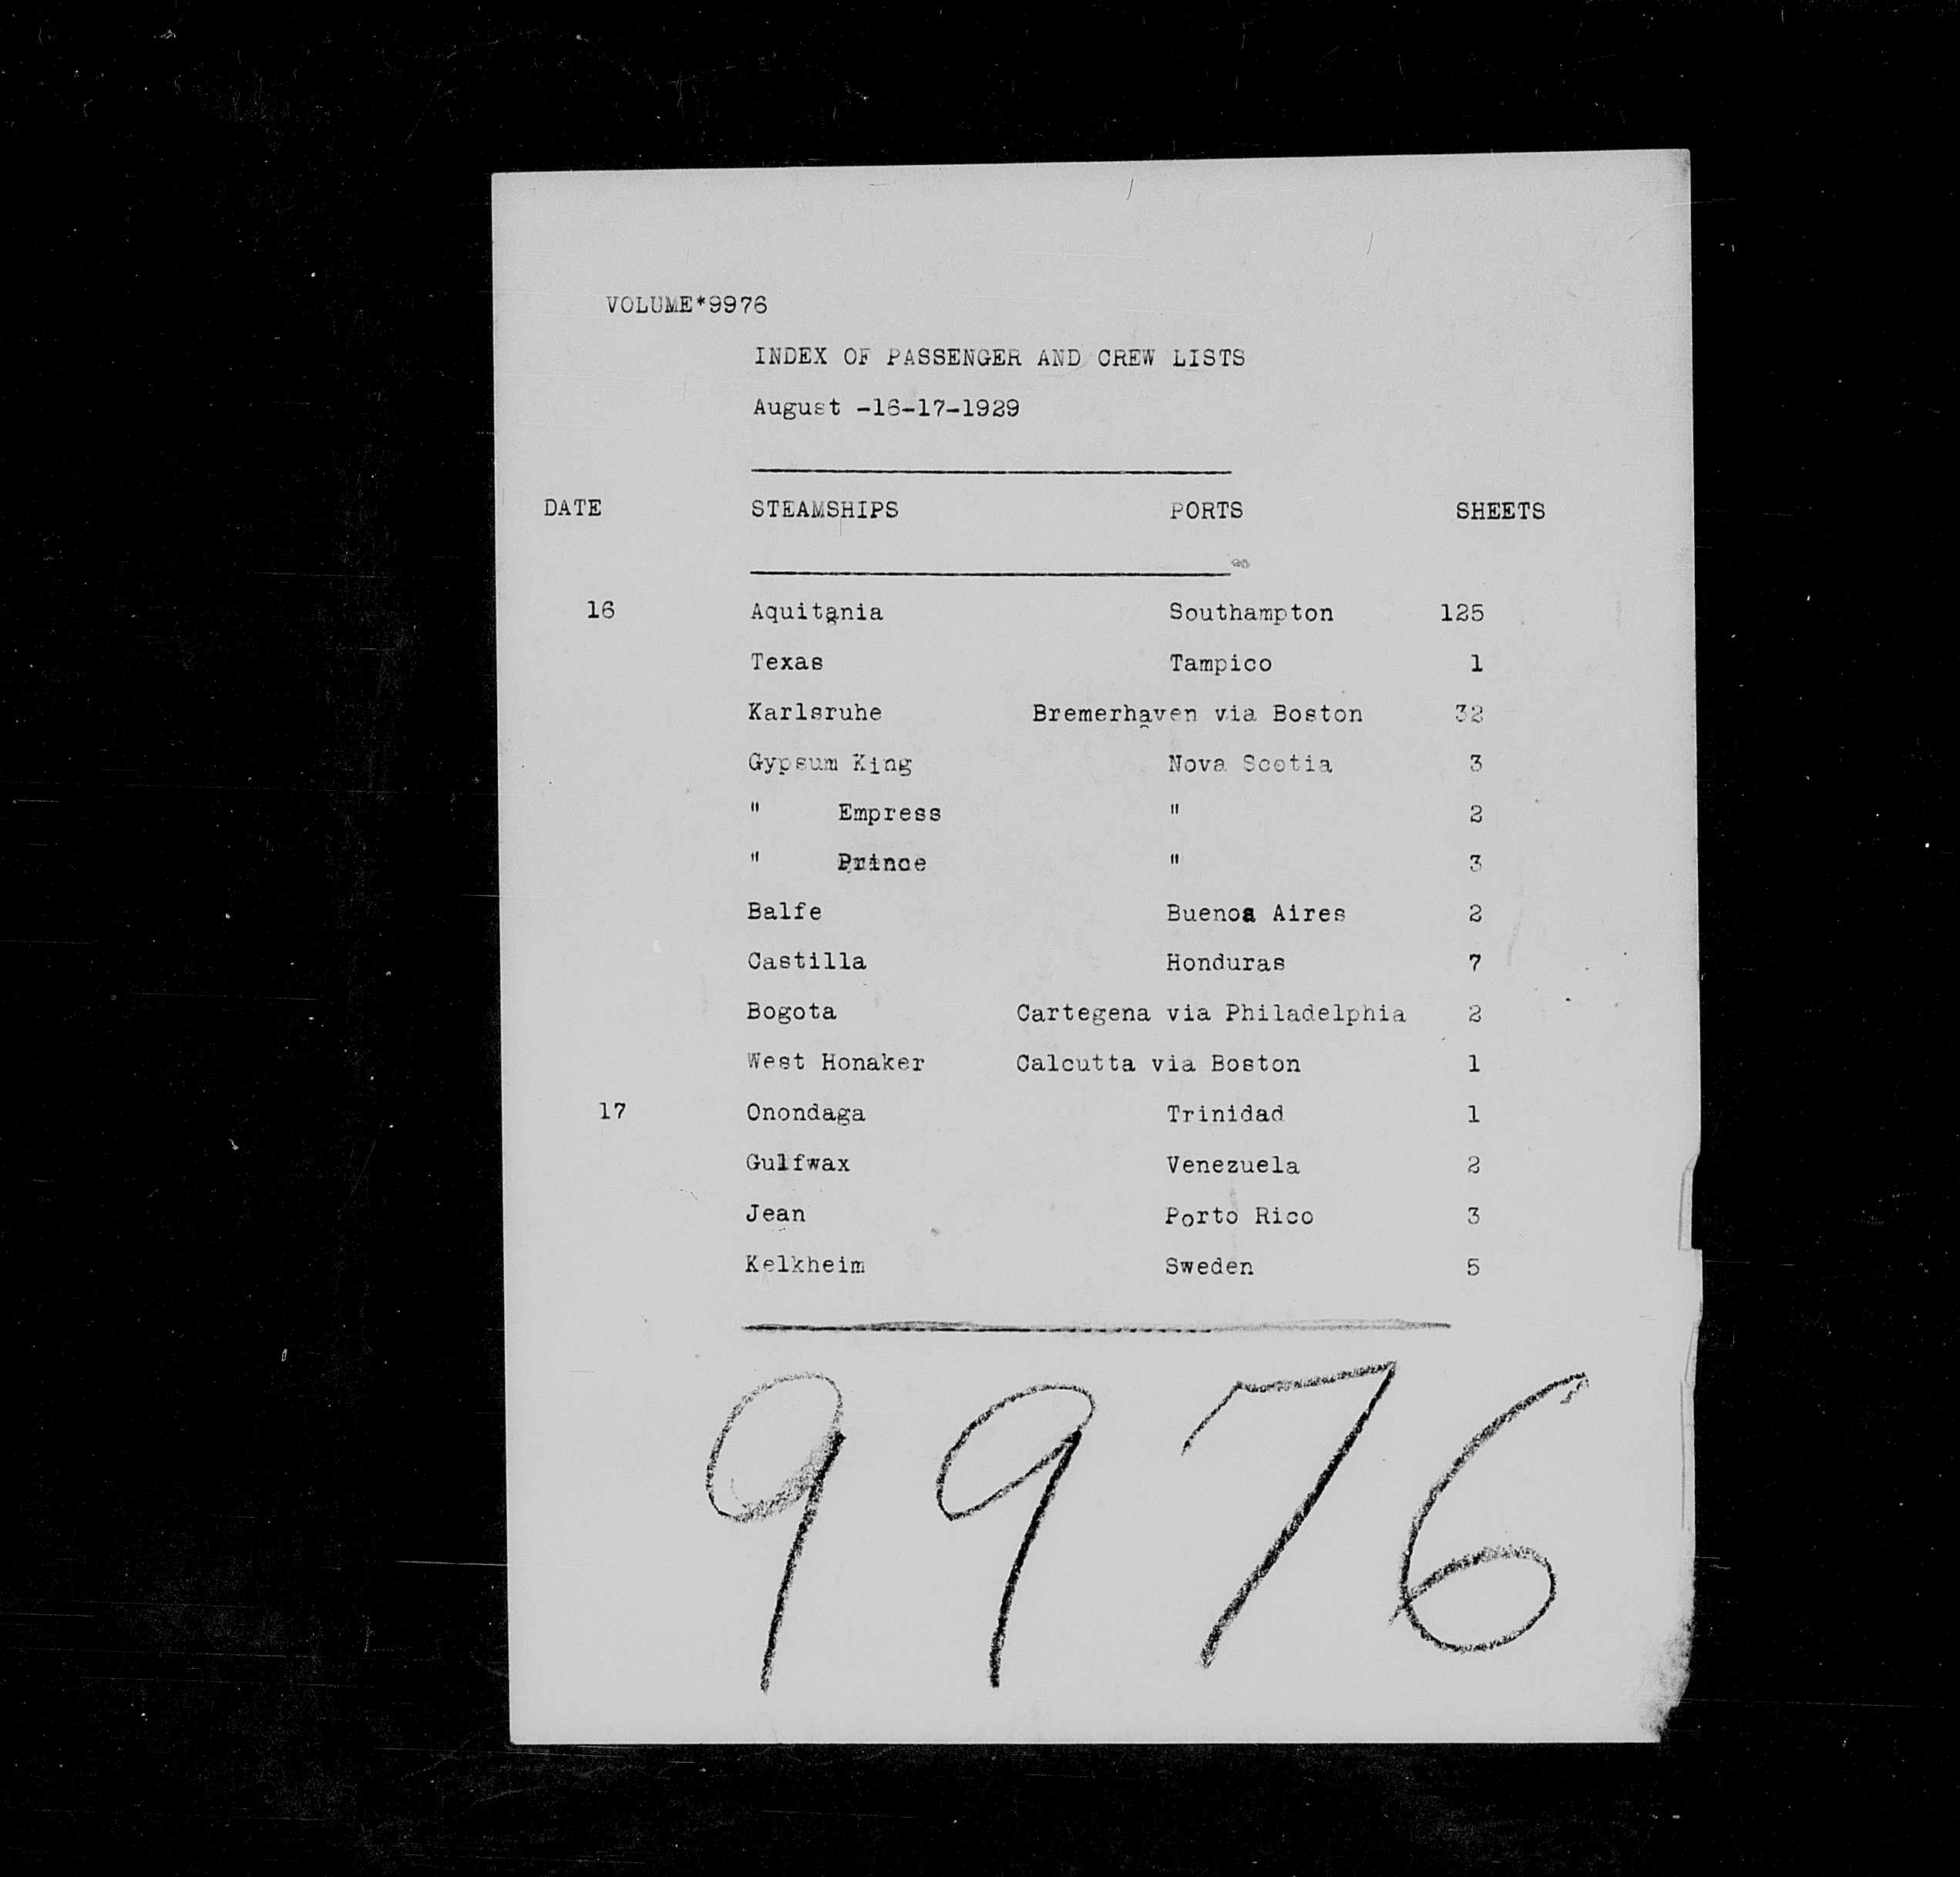 VOLUME*9976
INDEX OF PASSENGER AND CREW LISTS
August -16-17-1929
DATE STEAMSHIPS PORTS SHEETS
16 Aquitania Southampton 125
Texas Tampico 1
Karlsruhe Bremerhaven via Boston 32
Gypsum King Nova Scotia 3
" Empress " 2
" Prince " 3
Balfe Buenos Aires 2
Castilla Honduras 7
Bogota Cartegena via Philadelphia 2
West Honaker Calcutta via Boston 1
17 Onondaga Trinidad 1
Gulfwax Venezuela 2
Jean Porto Rico 3
Kelkheim Sweden 5
9976